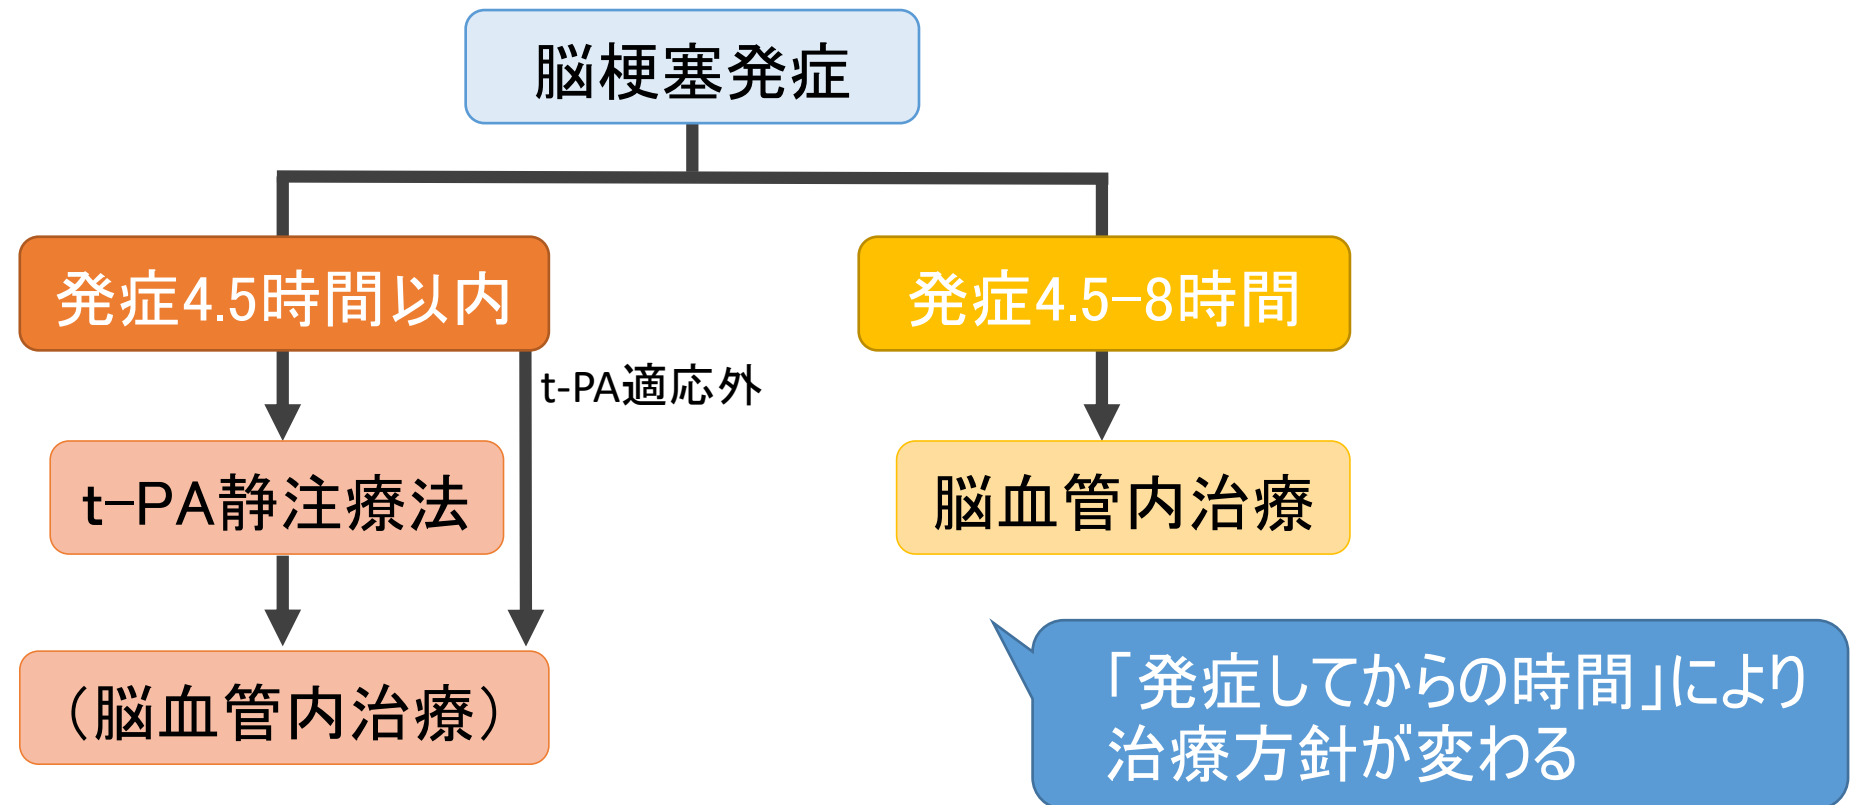 脳梗塞発症
発症4.5時間以内
発症4.5-8時間
t-PA適応外
t-PA静注療法
脳血管内治療
（脳血管内治療）
「発症してからの時間」により
治療方針が変わる